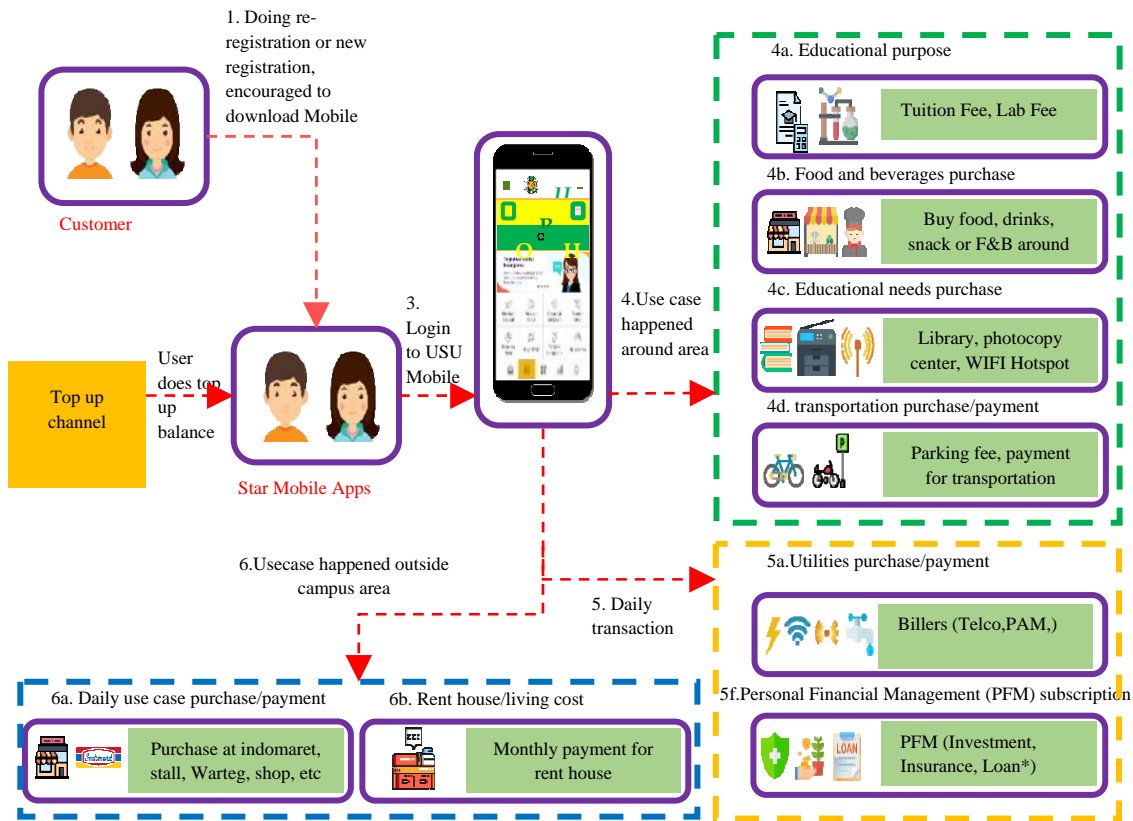 1. Doing re-
registration or new
registration,
encouraged to
download Mobile
Customer
Top up
channel
User
does top
up
balance
Star Mobile Apps
3.
Login
to USU
Mobile
O
B
O
H
4.Use case
happened
around area
4a. Educational purpose
Tuition Fee, Lab Fee
4b. Food and beverages purchase
Buy food, drinks,
snack or F&B around
4c. Educational needs purchase
Library, photocopy
center, WIFI Hotspot
4d. transportation purchase/payment
P
Parking fee, payment
for transportation
5. Daily
transaction
5a.Utilities purchase/payment
Billers (Telco,PAM,)
5f.Personal Financial Management (PFM) subscription
LOAN
PFM (Investment,
Insurance, Loan*)
6.Usecase happened outside
campus area
6a. Daily use case purchase/payment
Indomaret
Purchase at indomaret,
stall, Warteg, shop, etc
6b. Rent house/living cost
Monthly payment for
rent house